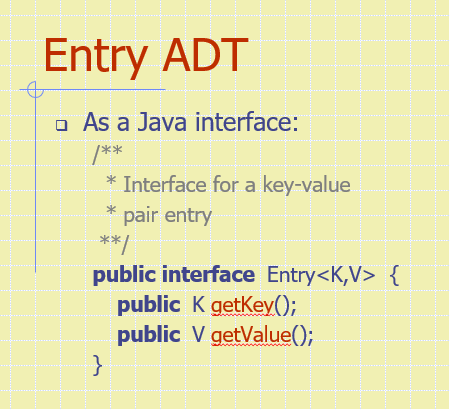 Entry ADT
As a Java interface:
/**
* Interface for a key-value
* pair entry
**/
public interface Entry<K,V> {
public K getKey();
public V getValue();
}